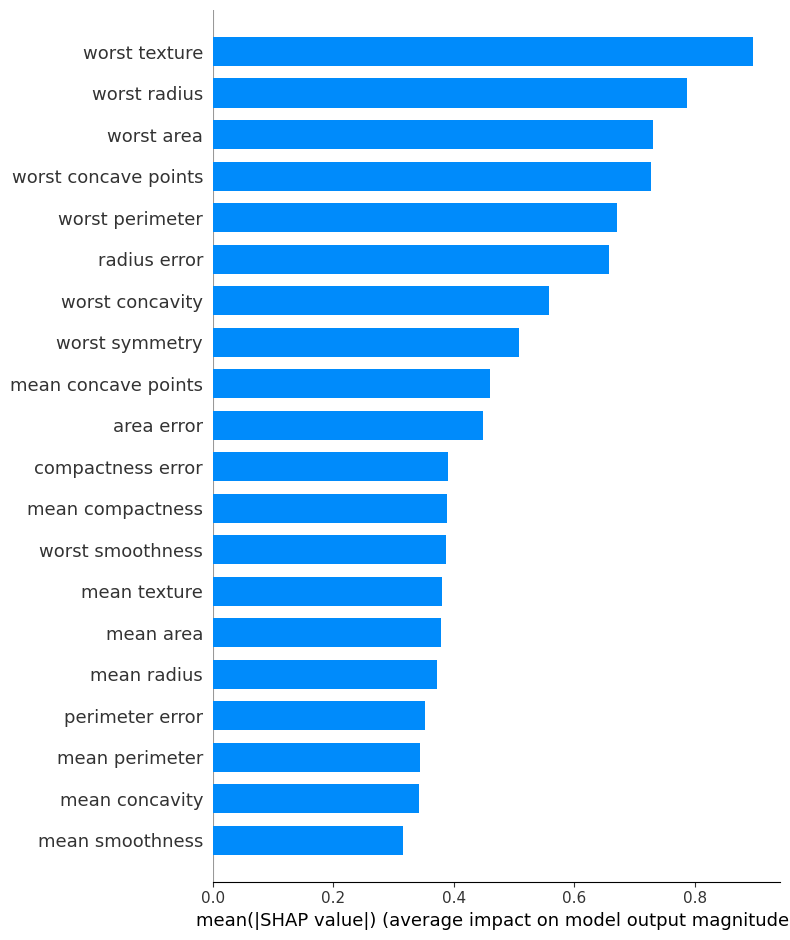 worst texture
worst radius
worst area
worst concave points
worst perimeter
radius error
worst concavity
worst symmetry
mean concave points
area error
compactness error
mean compactness
worst smoothness
mean texture
mean area
mean radius
perimeter error
mean perimeter
mean concavity
mean smoothness
0.0 0.2 0.4 0.6 0.8
mean(|SHAP value|) (average impact on model output magnitude